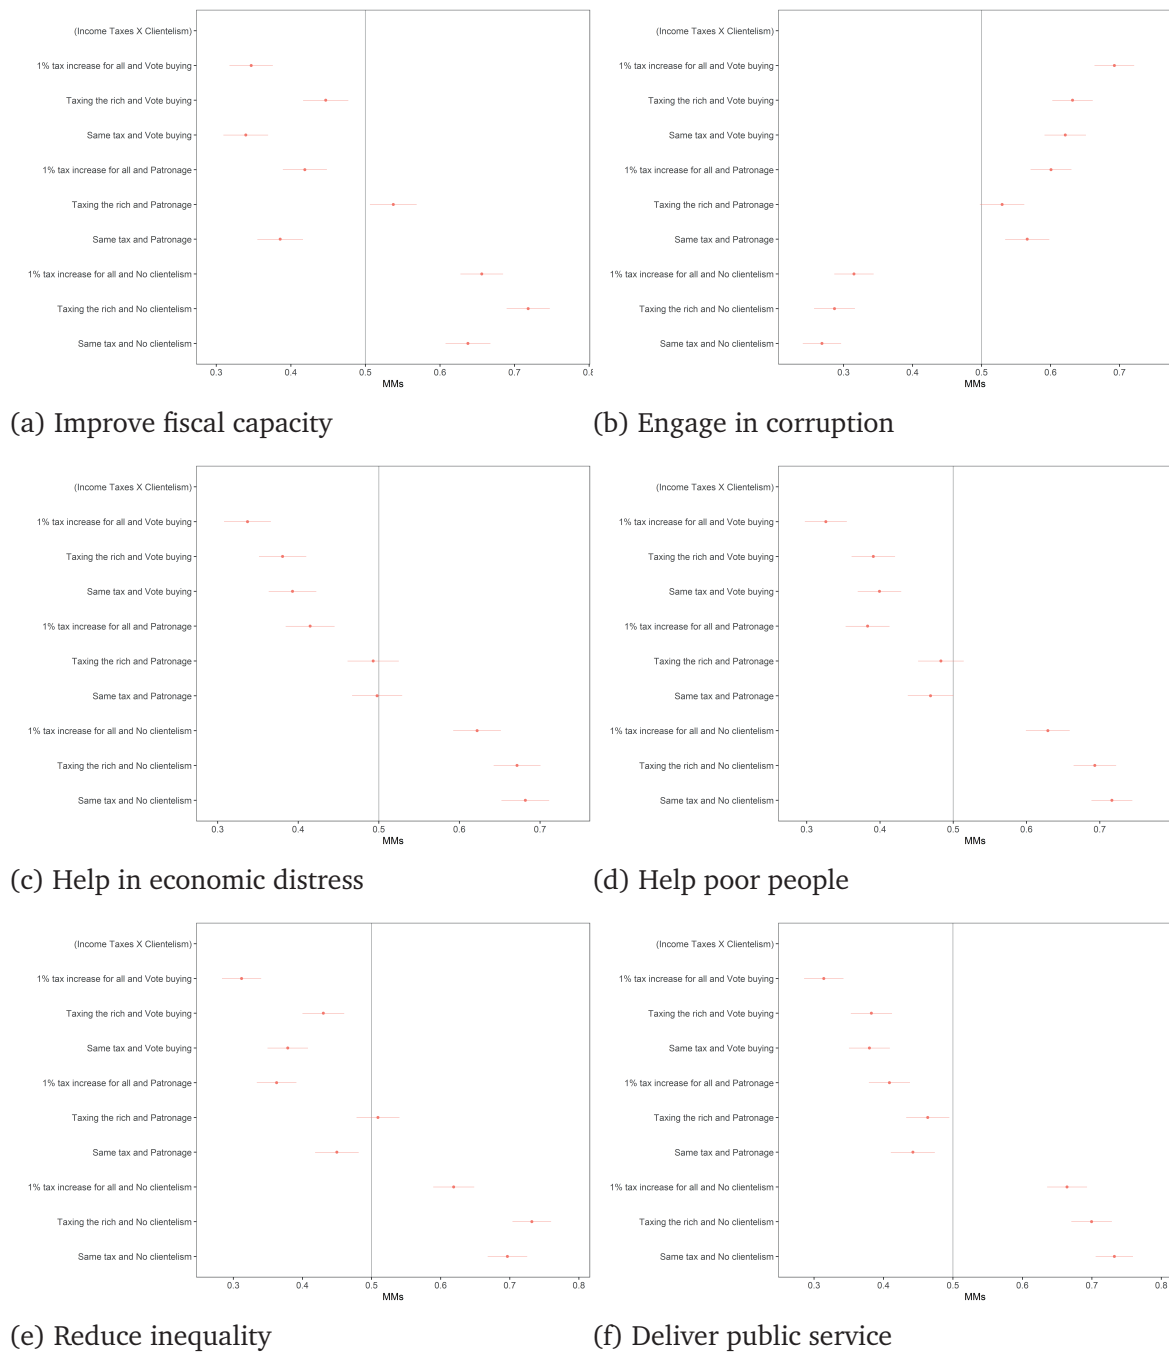 (Income Taxes X Clientelism)
1% tax increase for all and Vote buying
Taxing the rich and Vote buying
Same tax and Vote buying
1% tax increase for all and Patronage
Taxing the rich and Patronage
Same tax and Patronage
1% tax increase for all and No clientelism
Taxing the rich and No clientelism
Same tax and No clientelism
0.3 0.4 0.5 0.6 0.7 0.8
MMs
(a) Improve fiscal capacity
(Income Taxes X Clientelism)
1% tax increase for all and Vote buying
Taxing the rich and Vote buying
Same tax and Vote buying
1% tax increase for all and Patronage
Taxing the rich and Patronage
Same tax and Patronage
1% tax increase for all and No clientelism
Taxing the rich and No clientelism
Same tax and No clientelism
0.3 0.4 0.5 0.6 0.7
MMs
(b) Engage in corruption
(Income Taxes X Clientelism)
1% tax increase for all and Vote buying
Taxing the rich and Vote buying
Same tax and Vote buying
1% tax increase for all and Patronage
Taxing the rich and Patronage
Same tax and Patronage
1% tax increase for all and No clientelism
Taxing the rich and No clientelism
Same tax and No clientelism
0.3 0.4 0.5 0.6 0.7
MMs
(c) Help in economic distress
(Income Taxes X Clientelism)
1% tax increase for all and Vote buying
Taxing the rich and Vote buying
Same tax and Vote buying
1% tax increase for all and Patronage
Taxing the rich and Patronage
Same tax and Patronage
1% tax increase for all and No clientelism
Taxing the rich and No clientelism
Same tax and No clientelism
0.3 0.4 0.5 0.6 0.7
MMs
(d) Help poor people
(Income Taxes X Clientelism)
1% tax increase for all and Vote buying
Taxing the rich and Vote buying
Same tax and Vote buying
1% tax increase for all and Patronage
Taxing the rich and Patronage
Same tax and Patronage
1% tax increase for all and No clientelism
Taxing the rich and No clientelism
Same tax and No clientelism
0.3 0.4 0.5 0.6 0.7 0.8
MMs
(e) Reduce inequality
(Income Taxes X Clientelism)
1% tax increase for all and Vote buying
Taxing the rich and Vote buying
Same tax and Vote buying
1% tax increase for all and Patronage
Taxing the rich and Patronage
Same tax and Patronage
1% tax increase for all and No clientelism
Taxing the rich and No clientelism
Same tax and No clientelism
0.3 0.4 0.5 0.6 0.7 0.8
MMs
(f) Deliver public service